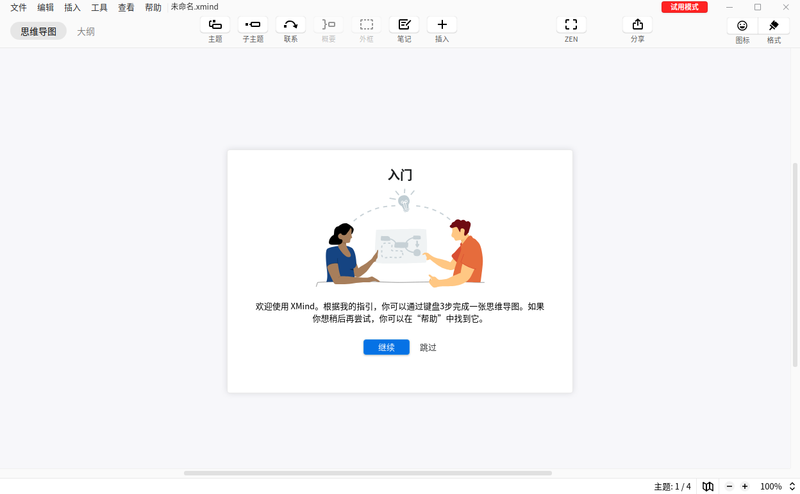 文件 编辑 插入 工具 查看 帮助 未命名.xmind 试用模式
思维导图 大纲 主题 子主题 联系 概要 外框 笔记 插入 ZEN 分享 图标 格式
入门
欢迎使用 XMind。根据我的指引，你可以通过键盘3步完成一张思维导图。如果
你想稍后再尝试，你可以在“帮助”中找到它。
继续 跳过
主题: 1 / 4 100%